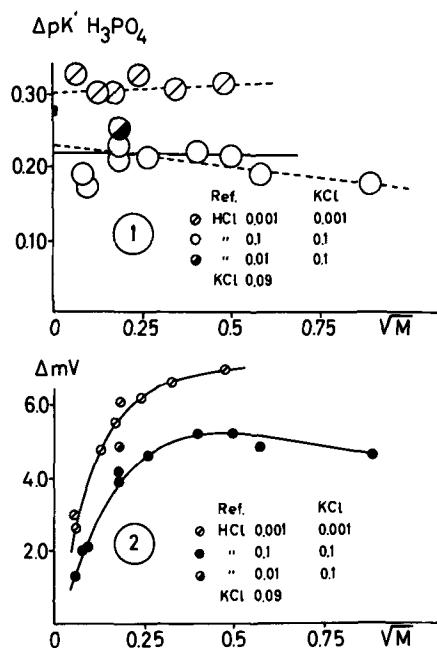 ΔpK' H₃PO₄
0.30
0.20
0.10
Ref. KCl
HCl 0.001 0.001
" 0.1 0.1
" 0.01 0.1
KCl 0.09
1
0 0.25 0.50 0.75 √M
ΔmV
6.0
4.0
2.0
Ref. KCl
HCl 0.001 0.001
" 0.1 0.1
" 0.01 0.1
KCl 0.09
2
0 0.25 0.50 0.75 √M